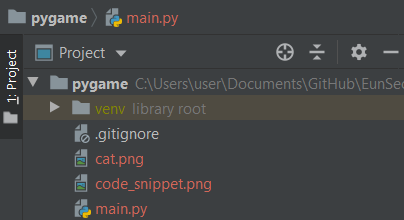 pygame main.py
1: Project
Project
pygame C:\Users\user\Documents\GitHub\EunSeo
venv library root
.gitignore
cat.png
code_snippet.png
main.py